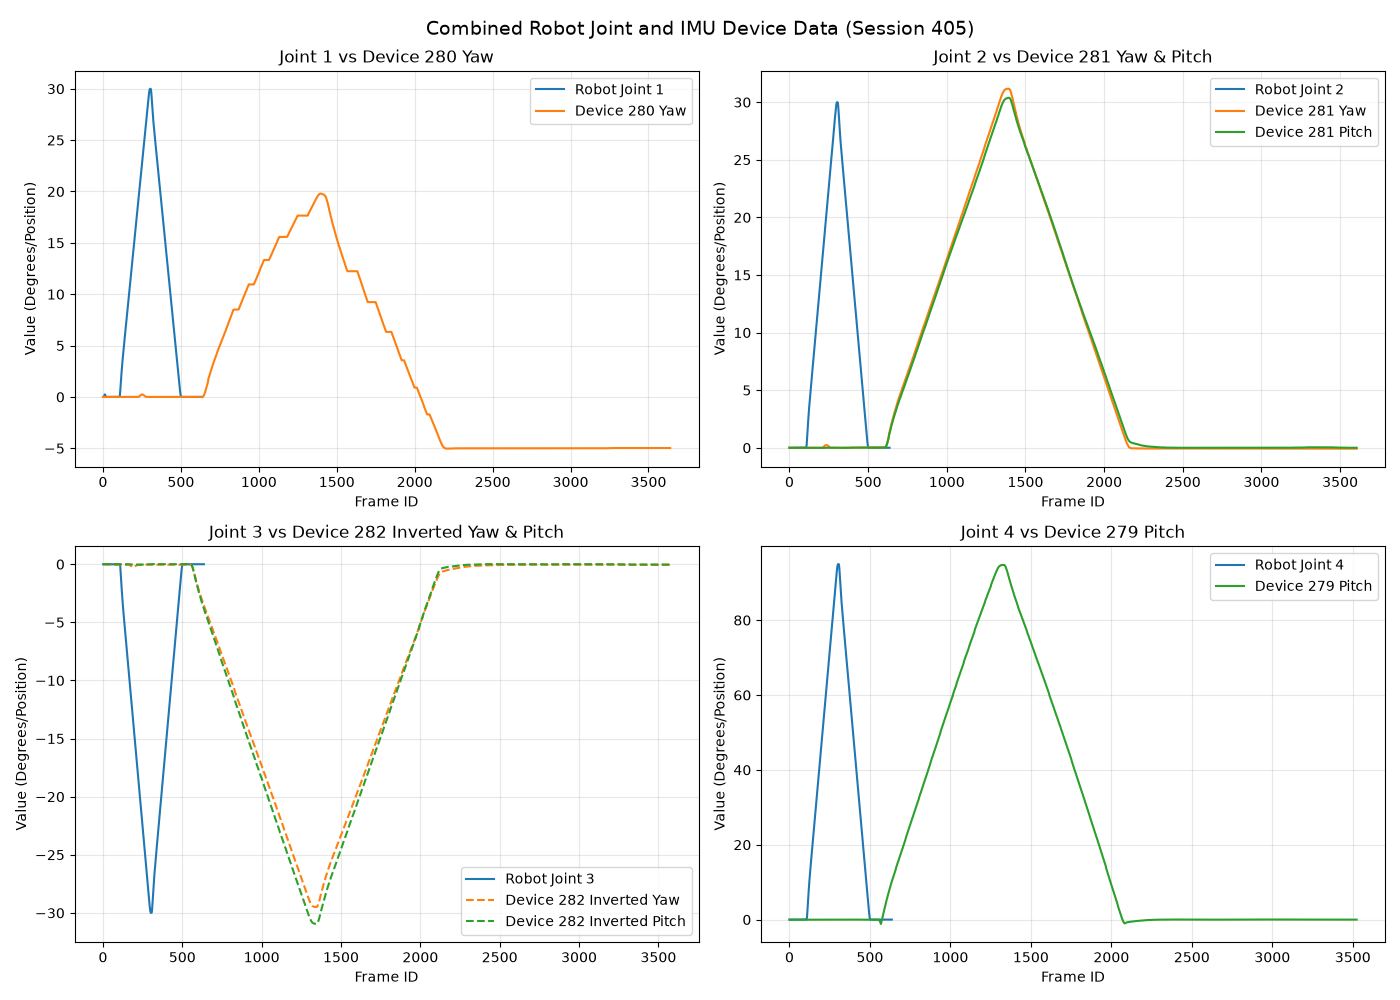 Combined Robot Joint and IMU Device Data (Session 405)
Joint 1 vs Device 280 Yaw
30
25
20
15
10
5
0
−5
Value (Degrees/Position)
Robot Joint 1
Device 280 Yaw
0 500 1000 1500 2000 2500 3000 3500
Frame ID
Joint 2 vs Device 281 Yaw & Pitch
30
25
20
15
10
5
0
Value (Degrees/Position)
Robot Joint 2
Device 281 Yaw
Device 281 Pitch
0 500 1000 1500 2000 2500 3000 3500
Frame ID
Joint 3 vs Device 282 Inverted Yaw & Pitch
0
−5
−10
−15
−20
−25
−30
Value (Degrees/Position)
Robot Joint 3
Device 282 Inverted Yaw
Device 282 Inverted Pitch
0 500 1000 1500 2000 2500 3000 3500
Frame ID
Joint 4 vs Device 279 Pitch
80
60
40
20
0
Value (Degrees/Position)
Robot Joint 4
Device 279 Pitch
0 500 1000 1500 2000 2500 3000 3500
Frame ID